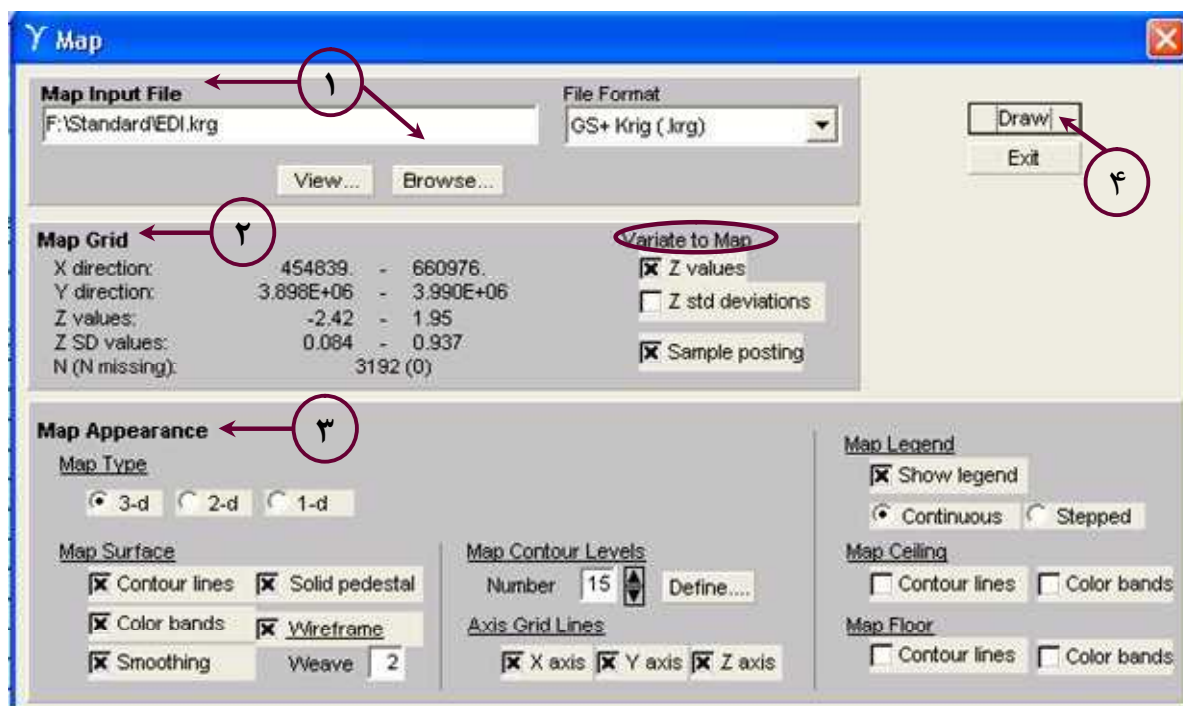 γ Map
۱
Map Input File
File Format
F:\Standard\EDI.krg
GS+ Krig (.krg)
Draw
View...
Browse...
Exit
۴
۲
Map Grid
Variate to Map
X direction: 454839. - 660976.
Z values
Y direction: 3.898E+06 - 3.990E+06
Z std deviations
Z values: -2.42 - 1.95
Z SD values: 0.084 - 0.937
Sample posting
N (N missing): 3192 (0)
۳
Map Appearance
Map Type
3-d 2-d 1-d
Map Surface
Contour lines Solid pedestal
Color bands Wireframe
Smoothing Weave 2
Map Contour Levels
Number 15 Define....
Axis Grid Lines
X axis Y axis Z axis
Map Legend
Show legend
Continuous Stepped
Map Ceiling
Contour lines Color bands
Map Floor
Contour lines Color bands